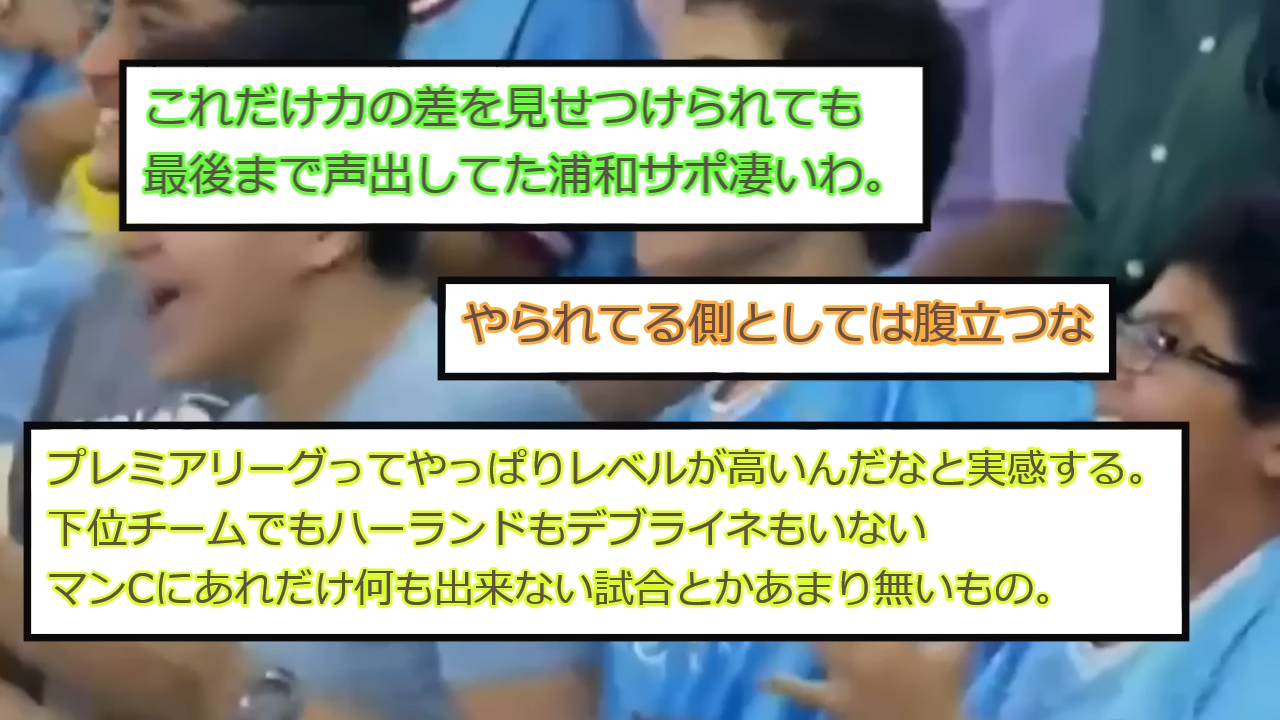 これだけ力の差を見せつけられても
最後まで声出してた浦和サポ凄いわ。
やられてる側としては腹立つな
プレミアリーグってやっぱりレベルが高いんだなと実感する。
下位チームでもハーランドもデブライネもいない
マンCにあれだけ何も出来ない試合とかあまり無いもの。